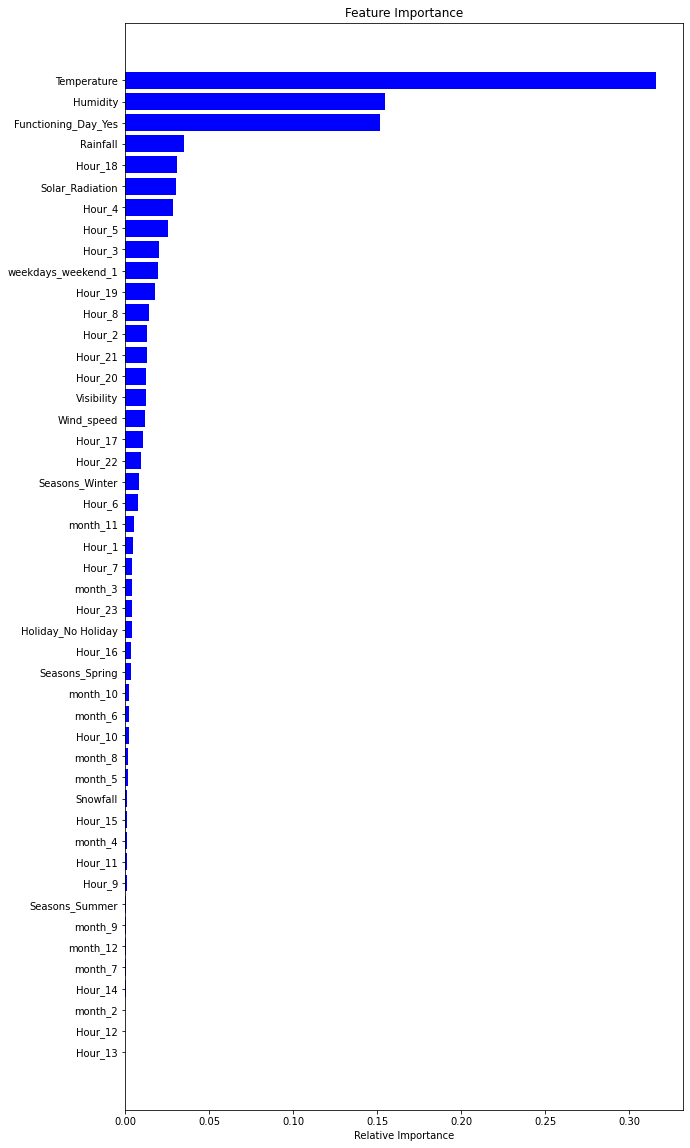 Feature Importance
Temperature
Humidity
Functioning_Day_Yes
Rainfall
Hour_18
Solar_Radiation
Hour_4
Hour_5
Hour_3
weekdays_weekend_1
Hour_19
Hour_8
Hour_2
Hour_21
Hour_20
Visibility
Wind_speed
Hour_17
Hour_22
Seasons_Winter
Hour_6
month_11
Hour_1
Hour_7
month_3
Hour_23
Holiday_No Holiday
Hour_16
Seasons_Spring
month_10
month_6
Hour_10
month_8
month_5
Snowfall
Hour_15
month_4
Hour_11
Hour_9
Seasons_Summer
month_9
month_12
month_7
Hour_14
month_2
Hour_12
Hour_13
0.00 0.05 0.10 0.15 0.20 0.25 0.30
Relative Importance